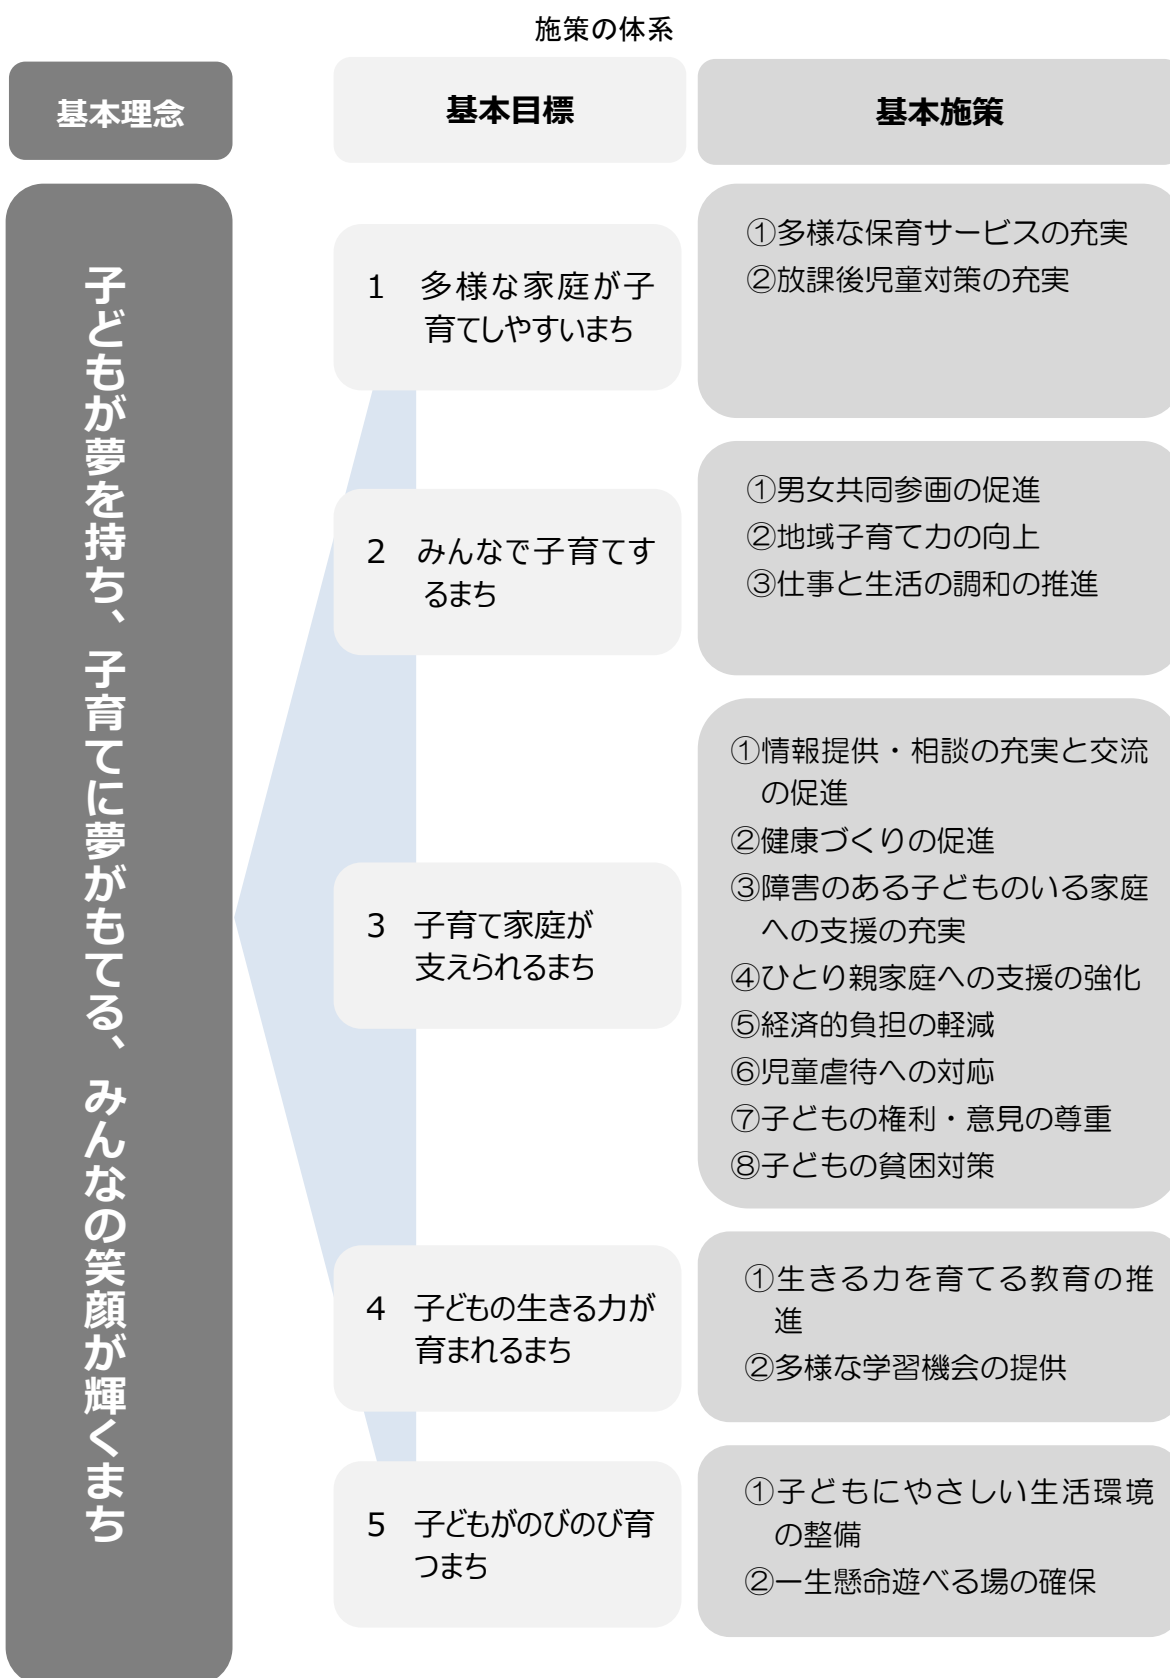 施策の体系
基本理念
基本目標
基本施策
子どもが夢を持ち、子育てに夢がもてる、みんなの笑顔が輝くまち
1　多様な家庭が子
育てしやすいまち
①多様な保育サービスの充実
②放課後児童対策の充実
2　みんなで子育てす
るまち
①男女共同参画の促進
②地域子育て力の向上
③仕事と生活の調和の推進
3　子育て家庭が
支えられるまち
①情報提供・相談の充実と交流
の促進
②健康づくりの促進
③障害のある子どものいる家庭
への支援の充実
④ひとり親家庭への支援の強化
⑤経済的負担の軽減
⑥児童虐待への対応
⑦子どもの権利・意見の尊重
⑧子どもの貧困対策
4　子どもの生きる力が
育まれるまち
①生きる力を育てる教育の推
進
②多様な学習機会の提供
5　子どもがのびのび育
つまち
①子どもにやさしい生活環境
の整備
②一生懸命遊べる場の確保